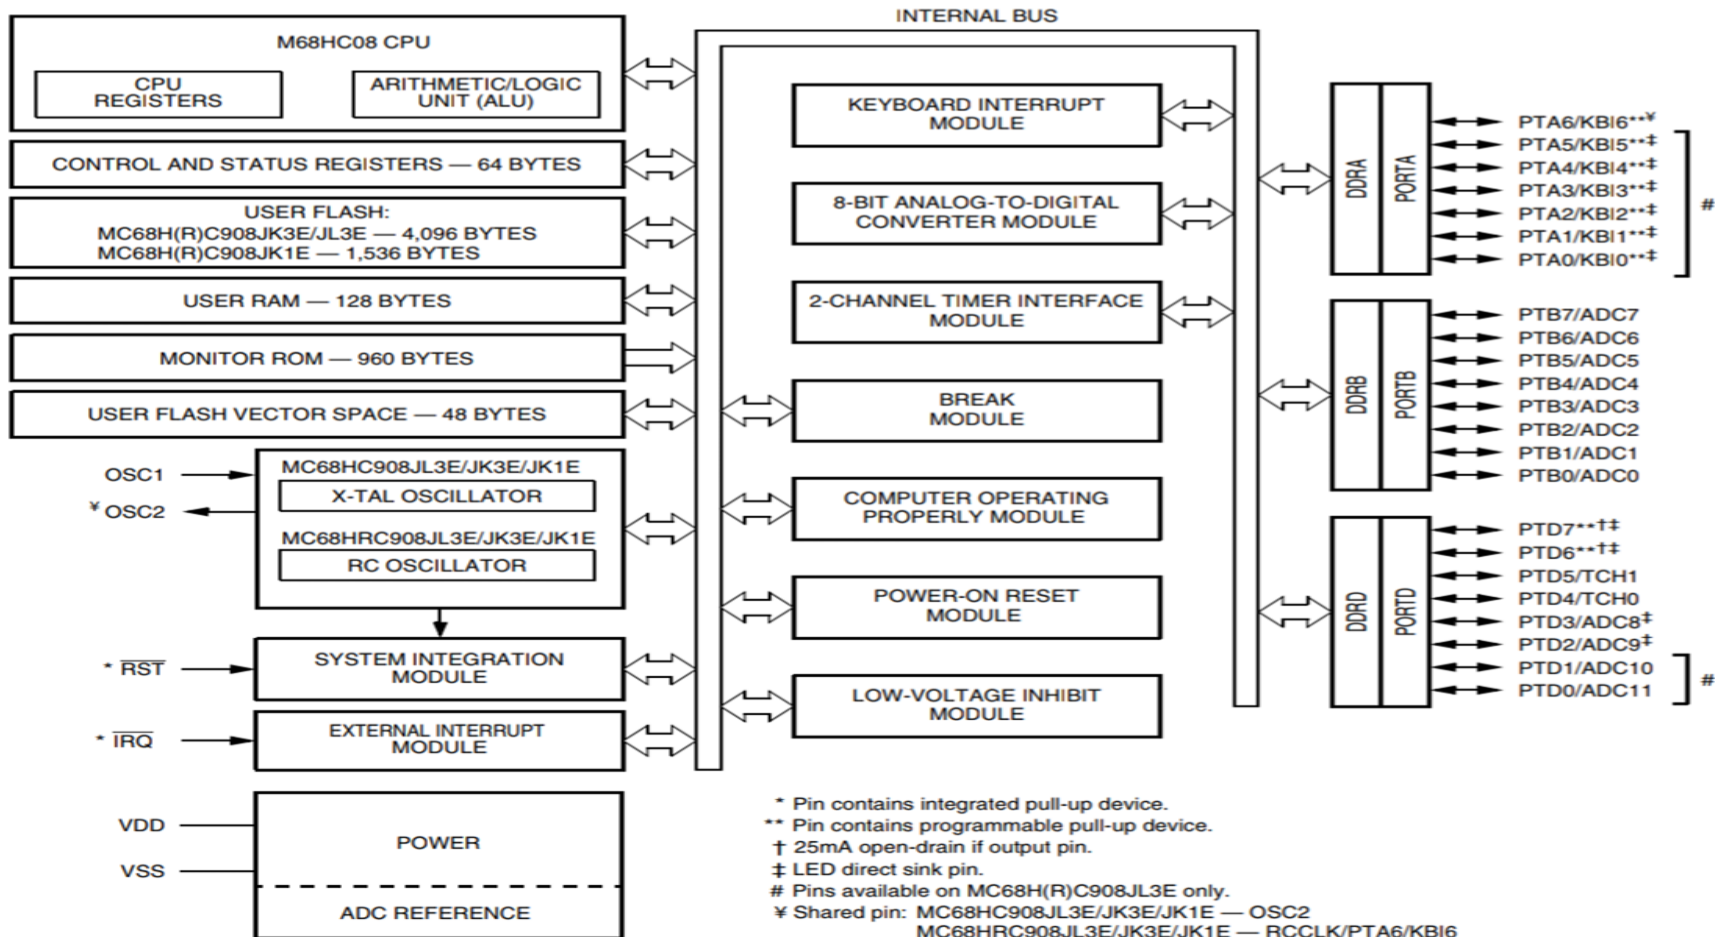 INTERNAL BUS
M68HC08 CPU
CPU
REGISTERS
ARITHMETIC/LOGIC
UNIT (ALU)
CONTROL AND STATUS REGISTERS — 64 BYTES
USER FLASH:
MC68H(R)C908JK3E/JL3E — 4,096 BYTES
MC68H(R)C908JK1E — 1,536 BYTES
USER RAM — 128 BYTES
MONITOR ROM — 960 BYTES
USER FLASH VECTOR SPACE — 48 BYTES
OSC1
¥ OSC2
MC68HC908JL3E/JK3E/JK1E
X-TAL OSCILLATOR
MC68HRC908JL3E/JK3E/JK1E
RC OSCILLATOR
* RST
SYSTEM INTEGRATION
MODULE
* IRQ
EXTERNAL INTERRUPT
MODULE
VDD
VSS
POWER
ADC REFERENCE
KEYBOARD INTERRUPT
MODULE
8-BIT ANALOG-TO-DIGITAL
CONVERTER MODULE
2-CHANNEL TIMER INTERFACE
MODULE
BREAK
MODULE
COMPUTER OPERATING
PROPERLY MODULE
POWER-ON RESET
MODULE
LOW-VOLTAGE INHIBIT
MODULE
DDRA
PORTA
PTA6/KBI6**¥
PTA5/KBI5**‡
PTA4/KBI4**‡
PTA3/KBI3**‡
PTA2/KBI2**‡
PTA1/KBI1**‡
PTA0/KBI0**‡
#
DDRB
PORTB
PTB7/ADC7
PTB6/ADC6
PTB5/ADC5
PTB4/ADC4
PTB3/ADC3
PTB2/ADC2
PTB1/ADC1
PTB0/ADC0
DDRD
PORTD
PTD7**†‡
PTD6**†‡
PTD5/TCH1
PTD4/TCH0
PTD3/ADC8‡
PTD2/ADC9‡
PTD1/ADC10
PTD0/ADC11
#
* Pin contains integrated pull-up device.
** Pin contains programmable pull-up device.
† 25mA open-drain if output pin.
‡ LED direct sink pin.
# Pins available on MC68H(R)C908JL3E only.
¥ Shared pin: MC68HC908JL3E/JK3E/JK1E — OSC2
MC68HRC908JL3E/JK3E/JK1E — RCCLK/PTA6/KBI6